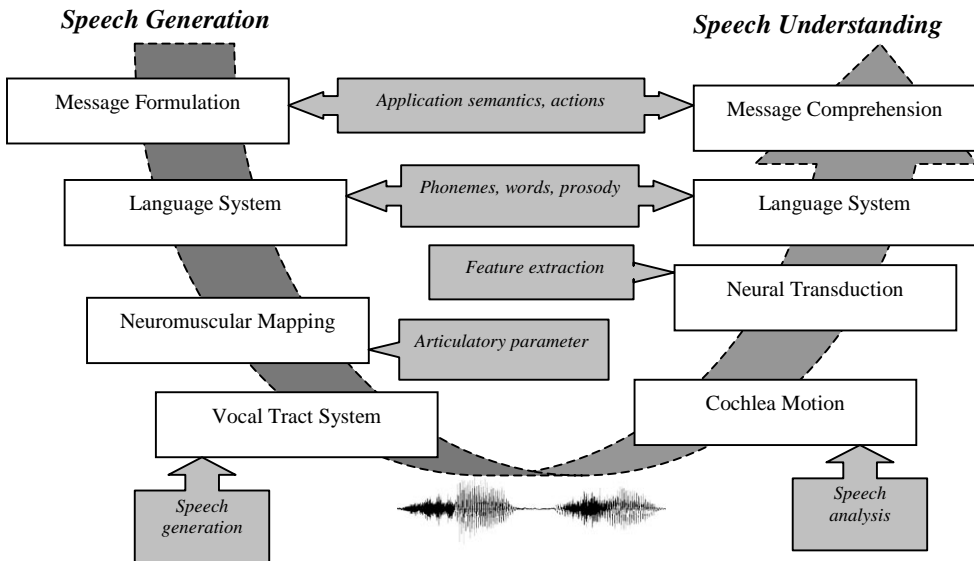 Speech Generation
Speech Understanding
Message Formulation
Application semantics, actions
Message Comprehension
Language System
Phonemes, words, prosody
Language System
Feature extraction
Neural Transduction
Neuromuscular Mapping
Articulatory parameter
Vocal Tract System
Cochlea Motion
Speech
generation
Speech
analysis